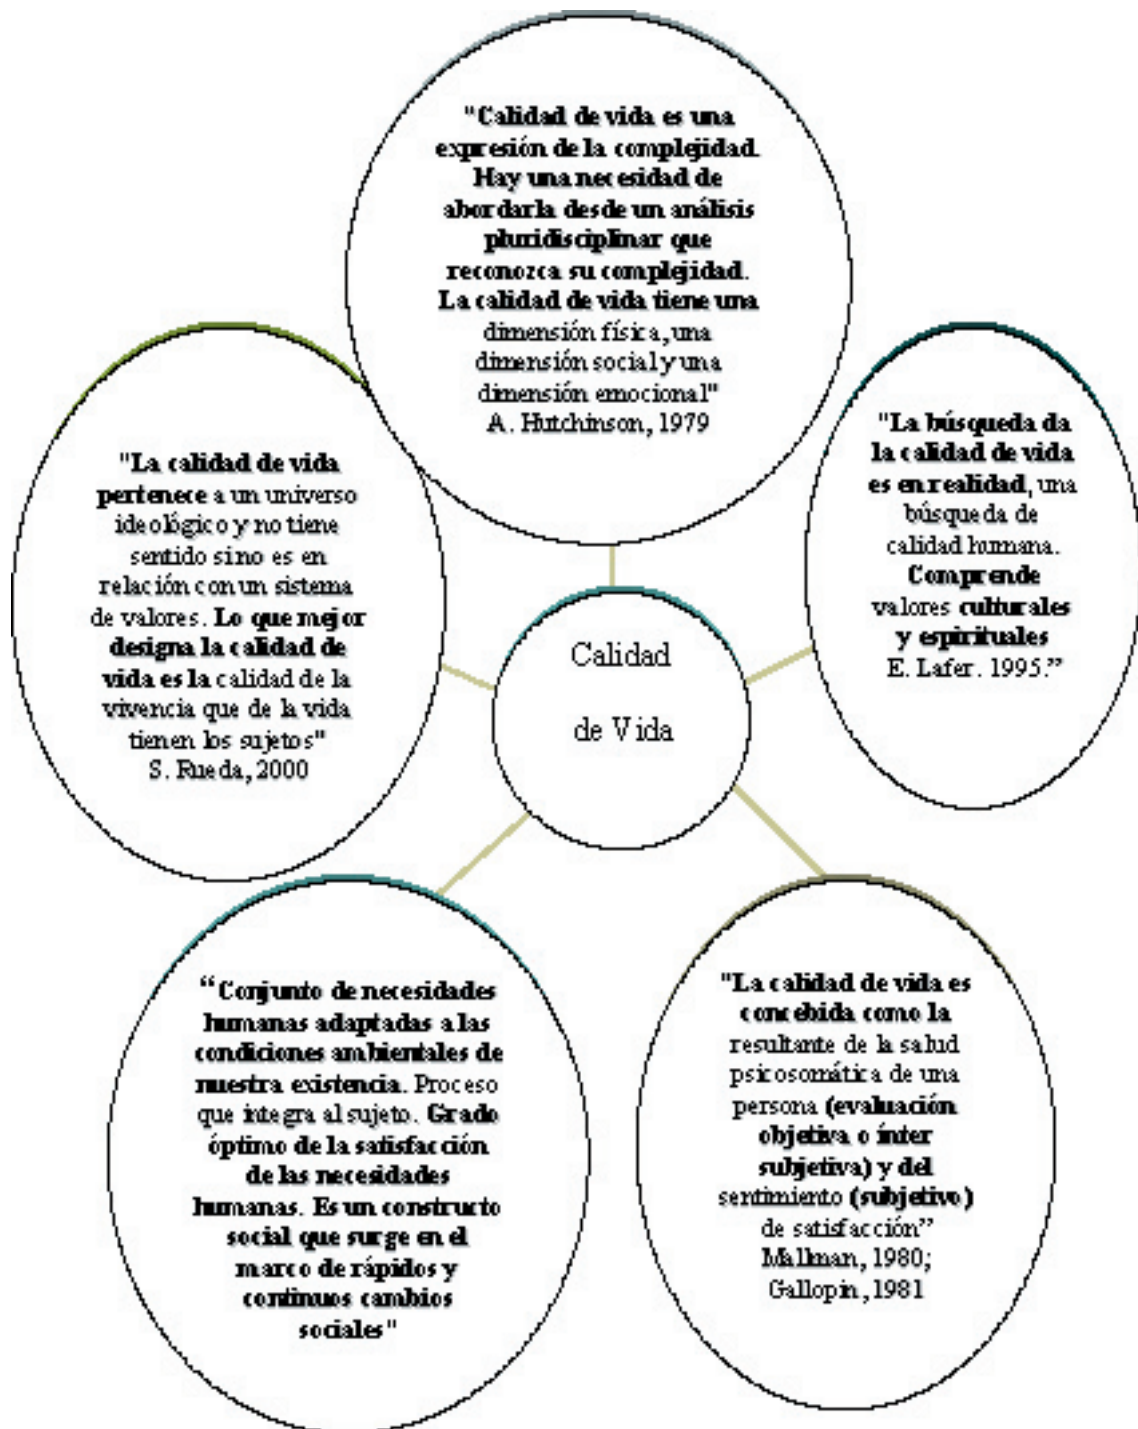 "Calidad de vida es una
expresión de la complejidad.
Hay una necesidad de
abordarla desde un análisis
pluridisciplinar que
reconozca su complejidad.
La calidad de vida tiene una
dimensión física, una
dimensión social y una
dimensión emocional"
A. Hutchinson, 1979
"La calidad de vida
pertenece a un universo
ideológico y no tiene
sentido sino es en
relación con un sistema
de valores. Lo que mejor
designa la calidad de
vida es la calidad de la
vivencia que de la vida
tienen los sujetos"
S. Rueda, 2000
"La búsqueda da
la calidad de vida
es en realidad, una
búsqueda de
calidad humana.
Comprende
valores culturales
y espirituales
E. Lafer. 1995.”
Calidad
de Vida
“Conjunto de necesidades
humanas adaptadas a las
condiciones ambientales de
nuestra existencia. Proceso
que integra al sujeto. Grado
óptimo de la satisfacción
de las necesidades
humanas. Es un constructo
social que surge en el
marco de rápidos y
continuos cambios
sociales"
"La calidad de vida es
concebida como la
resultante de la salud
psicosomática de una
persona (evaluación
objetiva o ínter
subjetiva) y del
sentimiento (subjetivo)
de satisfacción”
Mallman, 1980;
Gallopin, 1981